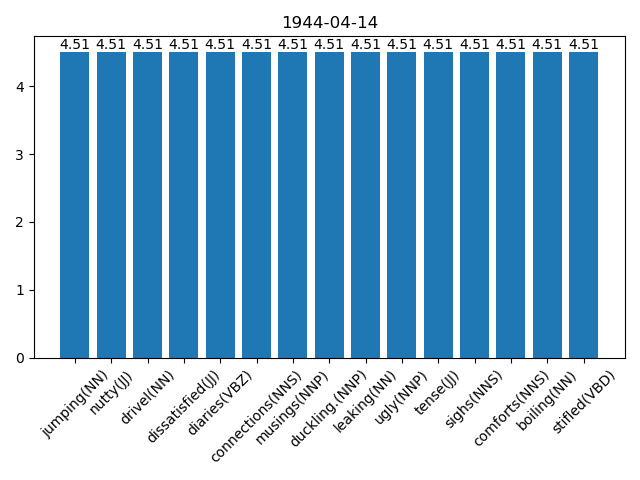 1944-04-14
4.51 4.51 4.51 4.51 4.51 4.51 4.51 4.51 4.51 4.51 4.51 4.51 4.51 4.51 4.51
4
3
2
1
0
jumping(NN)
nutty(JJ)
drivel(NN)
dissatisfied(JJ)
diaries(VBZ)
connections(NNS)
musings(NNP)
duckling.(NNP)
leaking(NN)
ugly(NNP)
tense(JJ)
sighs(NNS)
comforts(NNS)
boiling(NN)
stifled(VBD)